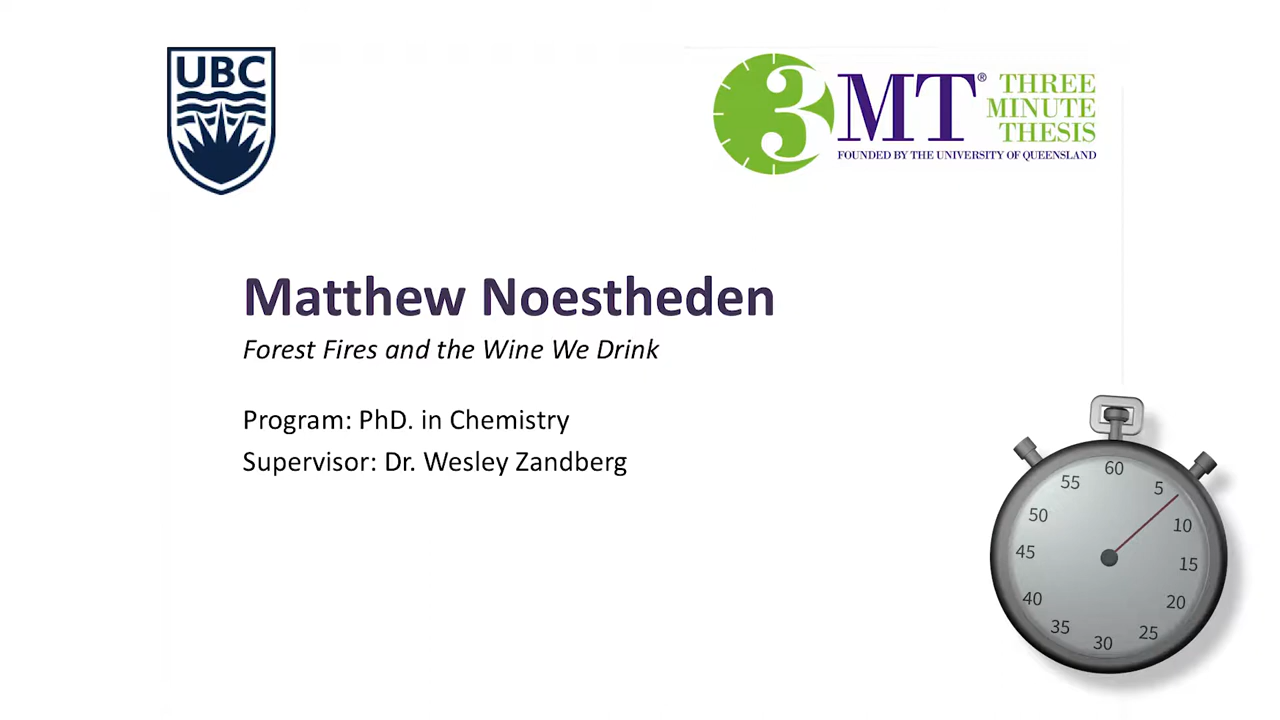 UBC
3MT® THREE
MINUTE
THESIS
FOUNDED BY THE UNIVERSITY OF QUEENSLAND
Matthew Noestheden
Forest Fires and the Wine We Drink
Program: PhD. in Chemistry
Supervisor: Dr. Wesley Zandberg
60
55
5
50
10
45
15
40
20
35
25
30